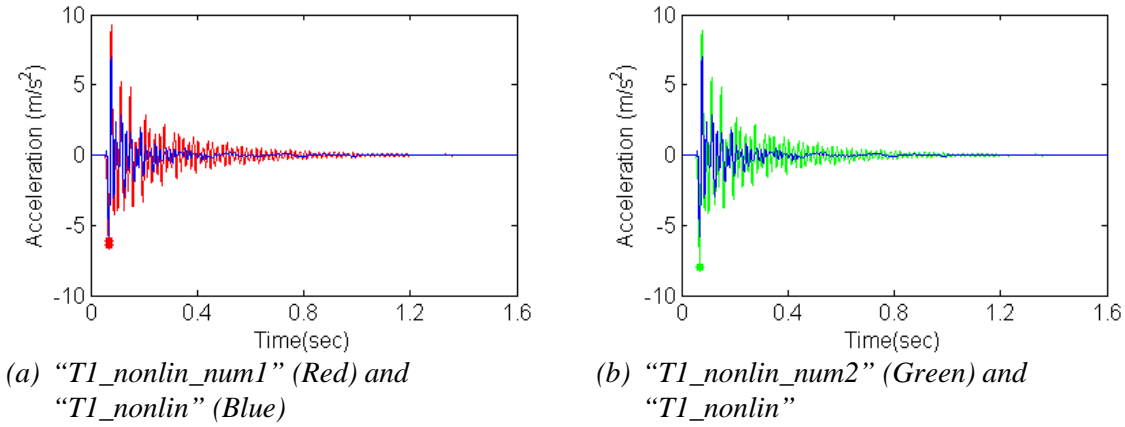 10
5
0
-5
-10
Acceleration (m/s²)
0 0.4 0.8 1.2 1.6
Time(sec)
(a) “T1_nonlin_num1” (Red) and
“T1_nonlin” (Blue)
10
5
0
-5
-10
Acceleration (m/s²)
0 0.4 0.8 1.2 1.6
Time(sec)
(b) “T1_nonlin_num2” (Green) and
“T1_nonlin”